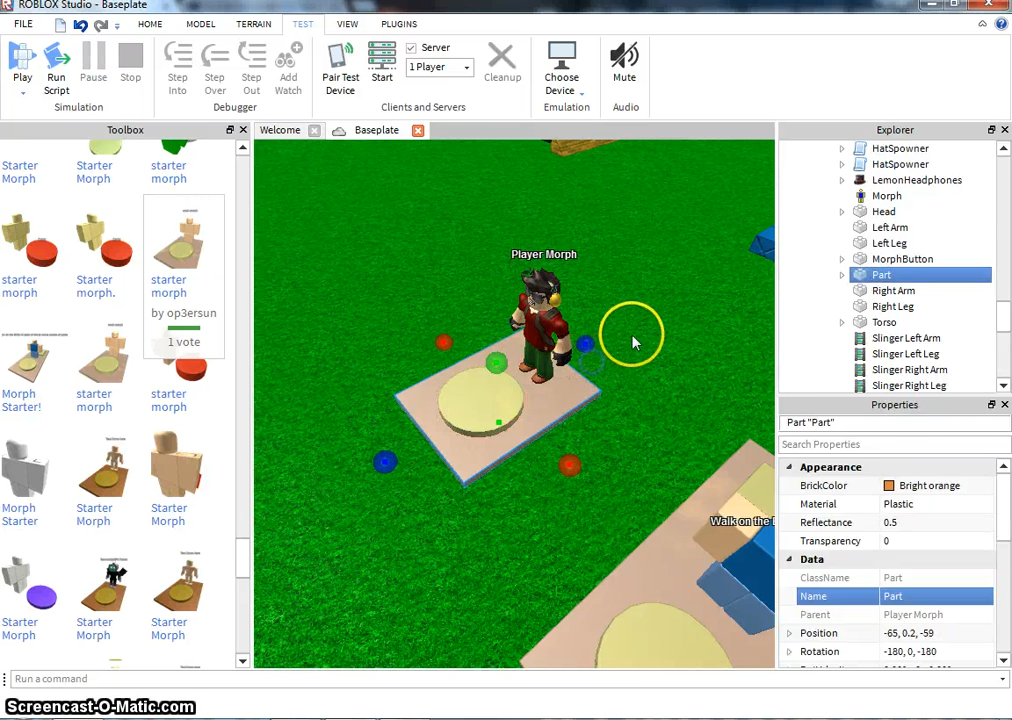 ROBLOX Studio - Baseplate
FILE HOME MODEL TERRAIN TEST VIEW PLUGINS
Play
Run Script
Pause
Stop
Simulation
Step Into
Step Over
Step Out
Add Watch
Debugger
Pair Test Device
Start
Server
1 Player
Cleanup
Clients and Servers
Choose Device
Emulation
Mute
Audio
Toolbox
Starter Morph
Starter Morph
starter morph
starter morph
Starter morph.
starter morph
by op3ersun
1 vote
Morph Starter!
starter morph
starter morph
Morph Starter
Starter Morph
Starter Morph
Starter Morph
Starter Morph
Starter Morph
Welcome
Baseplate
Player Morph
Walk on the
Explorer
HatSpowner
HatSpowner
LemonHeadphones
Morph
Head
Left Arm
Left Leg
MorphButton
Part
Right Arm
Right Leg
Torso
Slinger Left Arm
Slinger Left Leg
Slinger Right Arm
Slinger Right Leg
Properties
Part "Part"
Search Properties
Appearance
BrickColor Bright orange
Material Plastic
Reflectance 0.5
Transparency 0
Data
ClassName Part
Name Part
Parent Player Morph
Position -65, 0.2, -59
Rotation -180, 0, -180
Run a command
Screencast-O-Matic.com